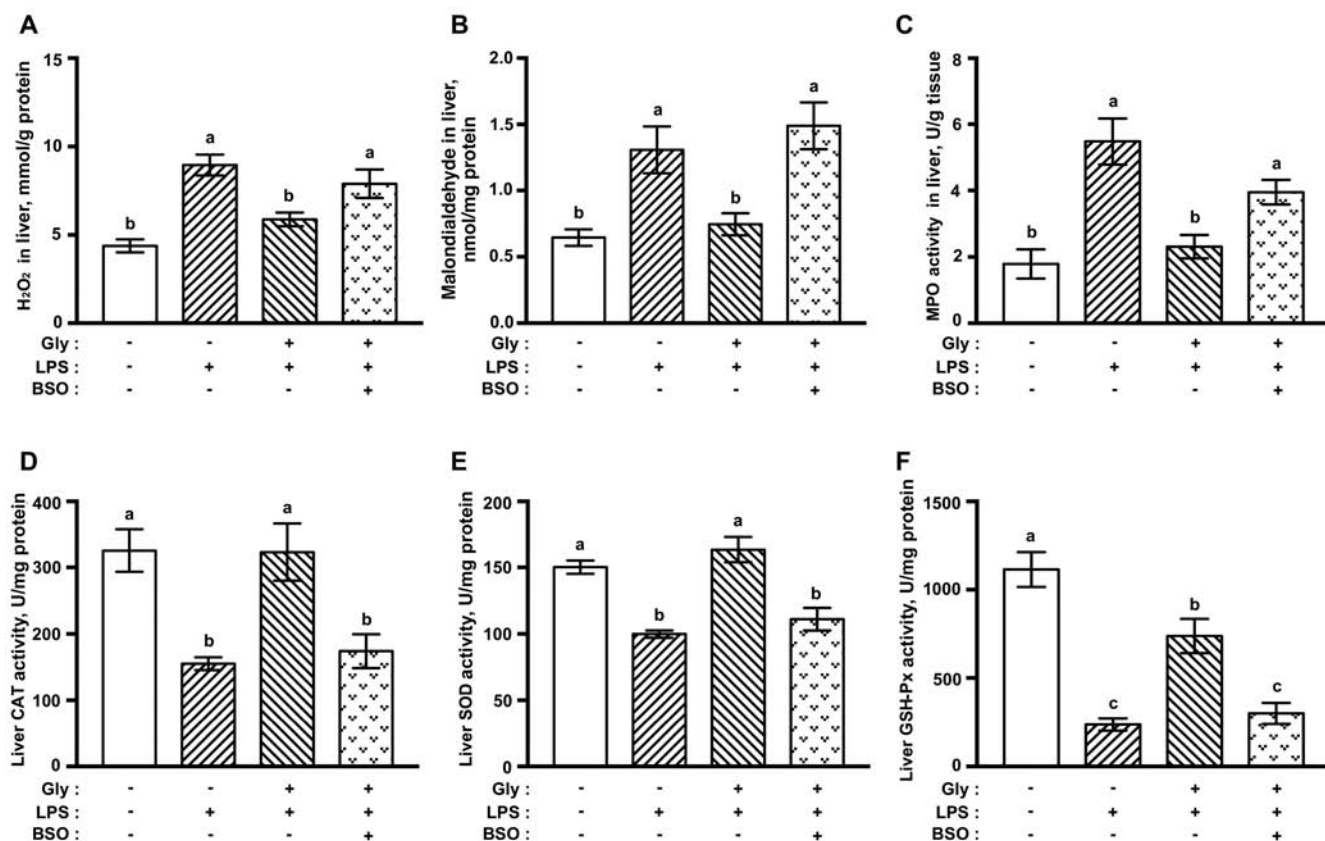 A
H₂O₂ in liver, mmol/g protein
15
10
5
0
b
a
b
a
Gly : - - + +
LPS : - + + +
BSO : - - - +
B
Malondialdehyde in liver,
nmol/mg protein
2.0
1.5
1.0
0.5
0.0
b
a
b
a
Gly : - - + +
LPS : - + + +
BSO : - - - +
C
MPO activity in liver, U/g tissue
8
6
4
2
0
b
a
b
a
Gly : - - + +
LPS : - + + +
BSO : - - - +
D
Liver CAT activity, U/mg protein
400
300
200
100
0
a
b
a
b
Gly : - - + +
LPS : - + + +
BSO : - - - +
E
Liver SOD activity, U/mg protein
200
150
100
50
0
a
b
a
b
Gly : - - + +
LPS : - + + +
BSO : - - - +
F
Liver GSH-Px activity, U/mg protein
1500
1000
500
0
a
c
b
c
Gly : - - + +
LPS : - + + +
BSO : - - - +